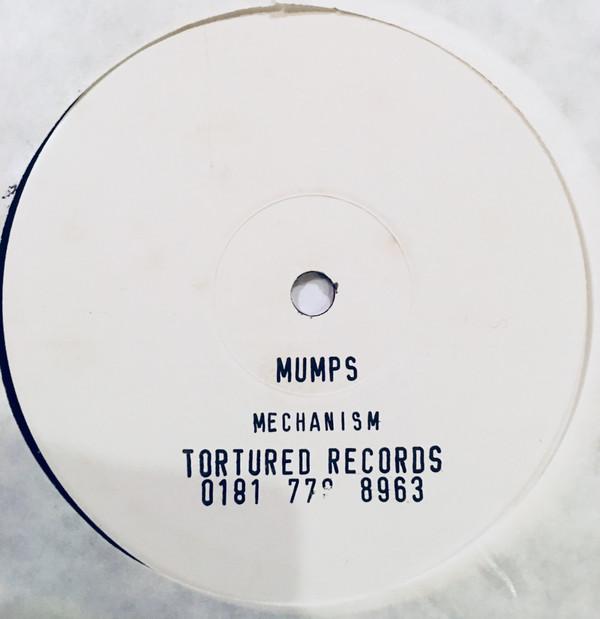 MUMPS
MECHANISM
TORTURED RECORDS
0181 8963